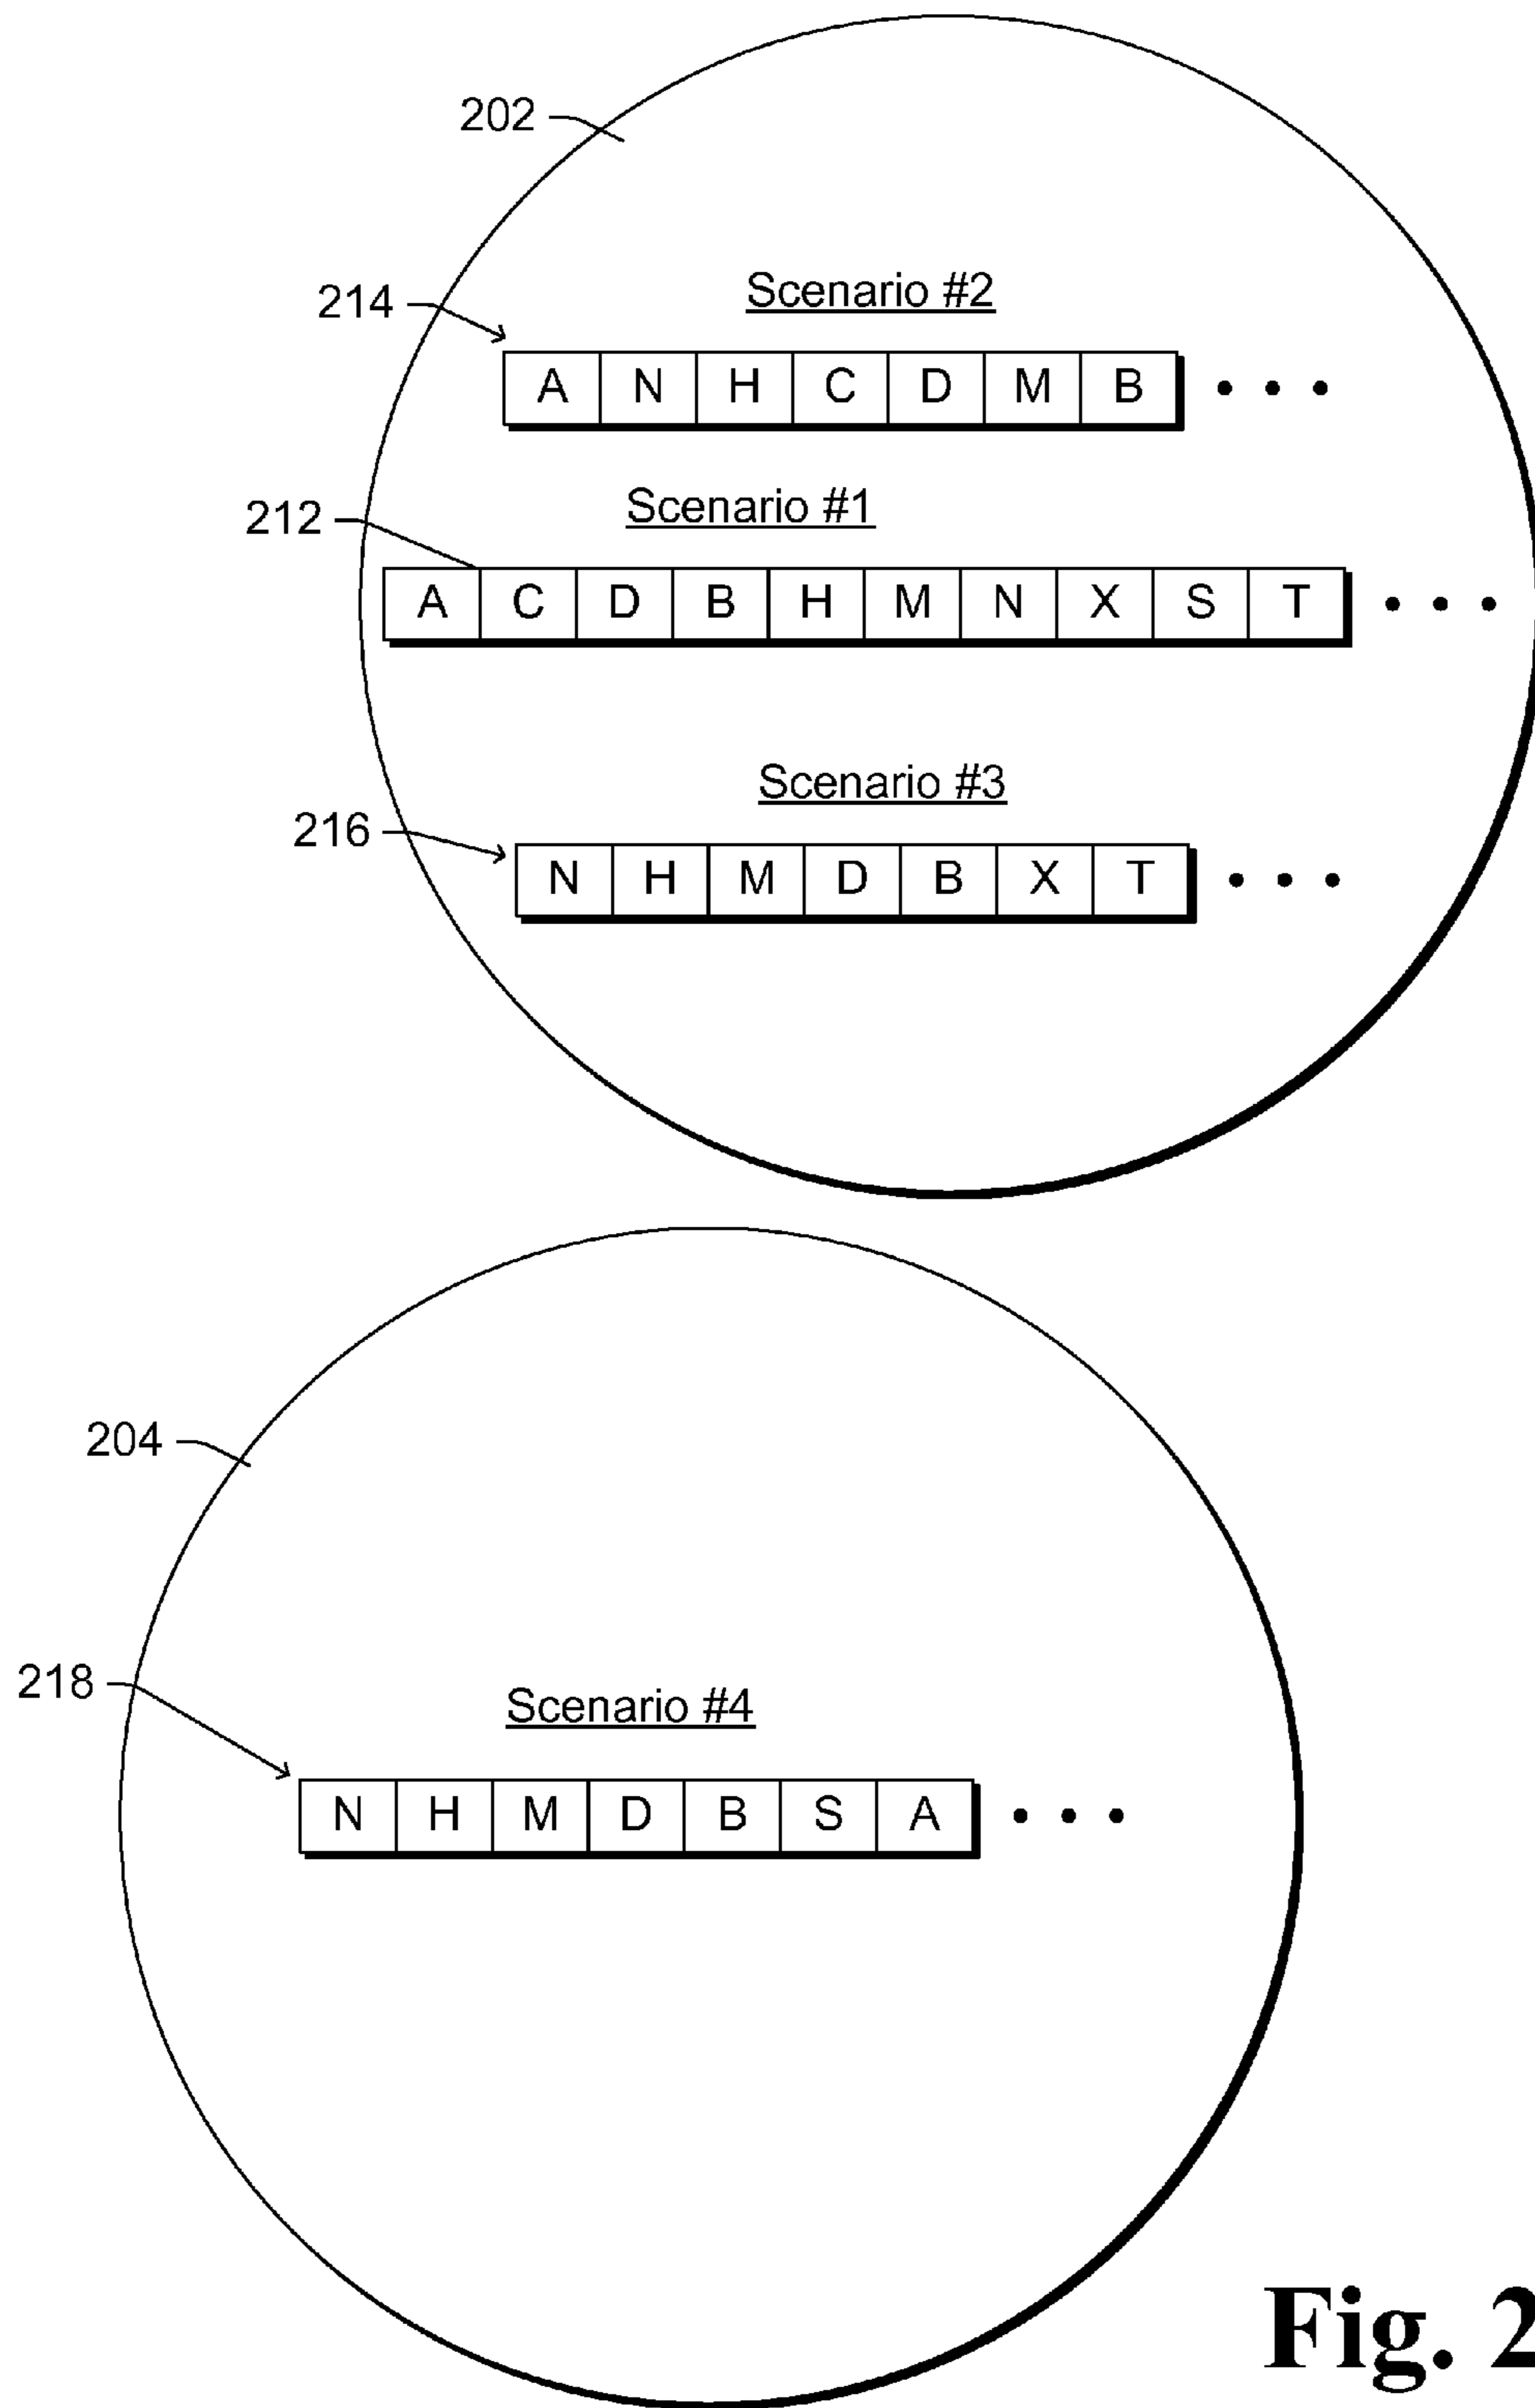 202
Scenario #2
214
A N H C D M B • • •
Scenario #1
212
A C D B H M N X S T • • •
Scenario #3
216
N H M D B X T • • •
204
218
Scenario #4
N H M D B S A • • •
Fig. 2